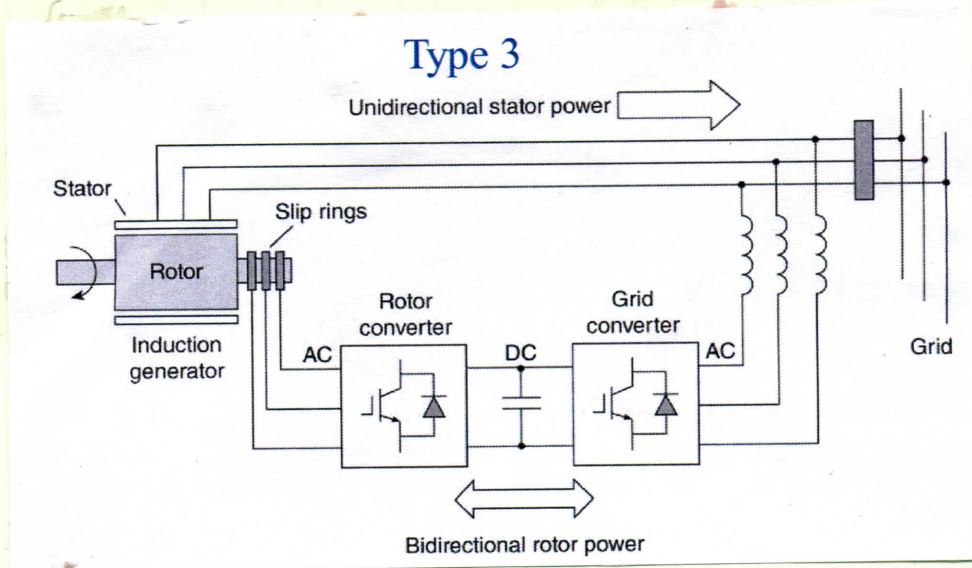 Type 3
Unidirectional stator power
Stator
Slip rings
Rotor
Induction
generator
Rotor
converter
Grid
converter
Grid
AC
DC
AC
Bidirectional rotor power